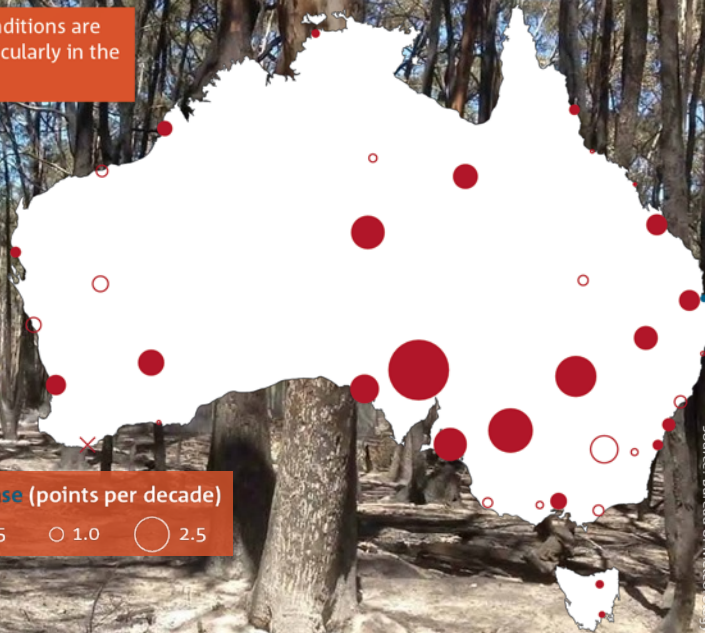 nditions are
cularly in the
se (points per decade)
5 1.0 2.5